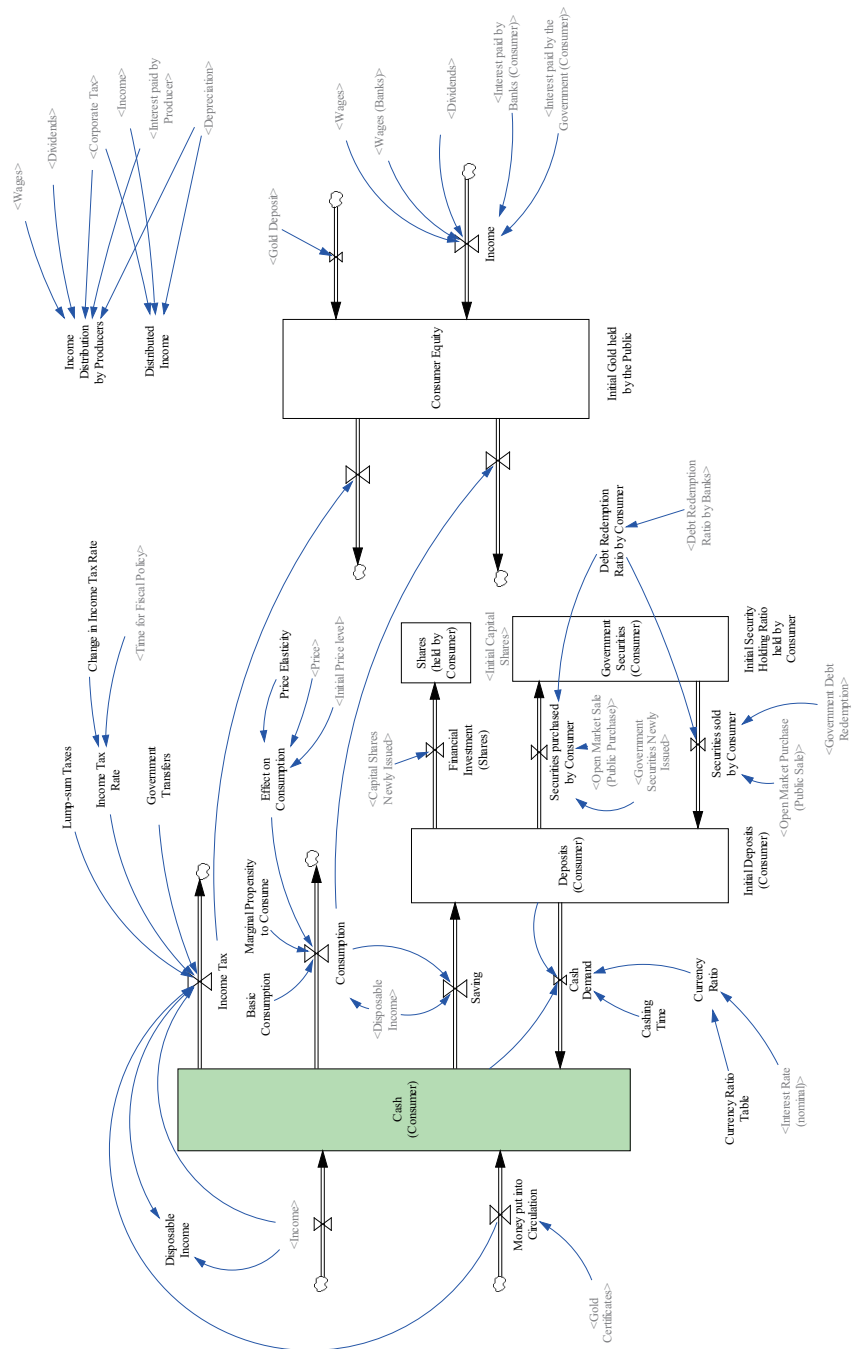 <Wages>
<Dividends>
<Corporate Tax>
<Income>
<Interest paid by
Producer>
<Depreciation>
Income
Distribution
by Producers
Distributed
Income
<Wages>
<Wages (Banks)>
<Dividends>
<Interest paid by
Banks (Consumer)>
<Interest paid by the
Government (Consumer)>
<Gold Deposit>
Income
Consumer Equity
Initial Gold held
by the Public
Lump-sum Taxes
Change in Income Tax Rate
<Time for Fiscal Policy>
Income Tax
Rate
Government
Transfers
Income Tax
Price Elasticity
<Price>
<Initial Price level>
Effect on
Consumption
Marginal Propensity
to Consume
Basic
Consumption
Consumption
<Disposable
Income>
Saving
Cash
(Consumer)
Disposable
Income
<Income>
Money put into
Circulation
<Gold
Certificates>
Cash
Demand
Cashing
Time
Currency
Ratio
Currency Ratio
Table
<Interest Rate
(nominal)>
Deposits
(Consumer)
Initial Deposits
(Consumer)
<Capital Shares
Newly Issued>
Financial
Investment
(Shares)
Shares
(held by
Consumer)
<Initial Capital
Shares>
Securities purchased
by Consumer
<Open Market Sale
(Public Purchase)>
<Government
Securities Newly
Issued>
Government
Securities
(Consumer)
Initial Security
Holding Ratio
held by
Consumer
Securities sold
by Consumer
<Open Market Purchase
(Public Sale)>
<Government Debt
Redemption>
Debt Redemption
Ratio by Consumer
<Debt Redemption
Ratio by Banks>